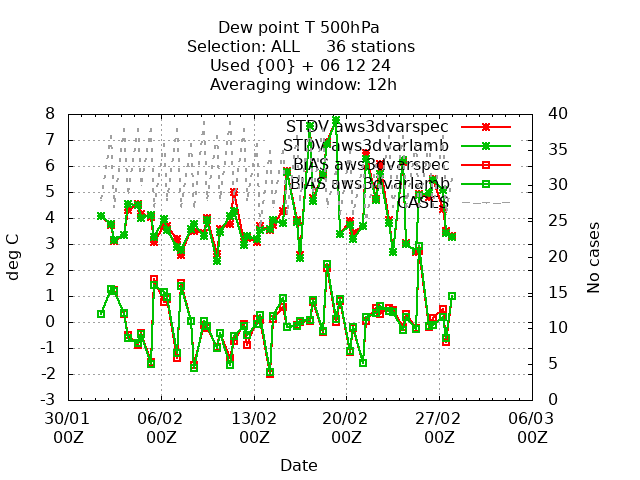 Dew point T 500hPa
Selection: ALL 36 stations
Used {00} + 06 12 24
Averaging window: 12h
STDV aws3dvarspec
STDV aws3dvarlamb
BIAS aws3dvarspec
BIAS aws3dvarlamb
CASES
8
7
6
5
4
3
2
1
0
-1
-2
-3
deg C
40
35
30
25
20
15
10
5
0
No cases
30/01 06/02 13/02 20/02 27/02 06/03
00Z 00Z 00Z 00Z 00Z 00Z
Date